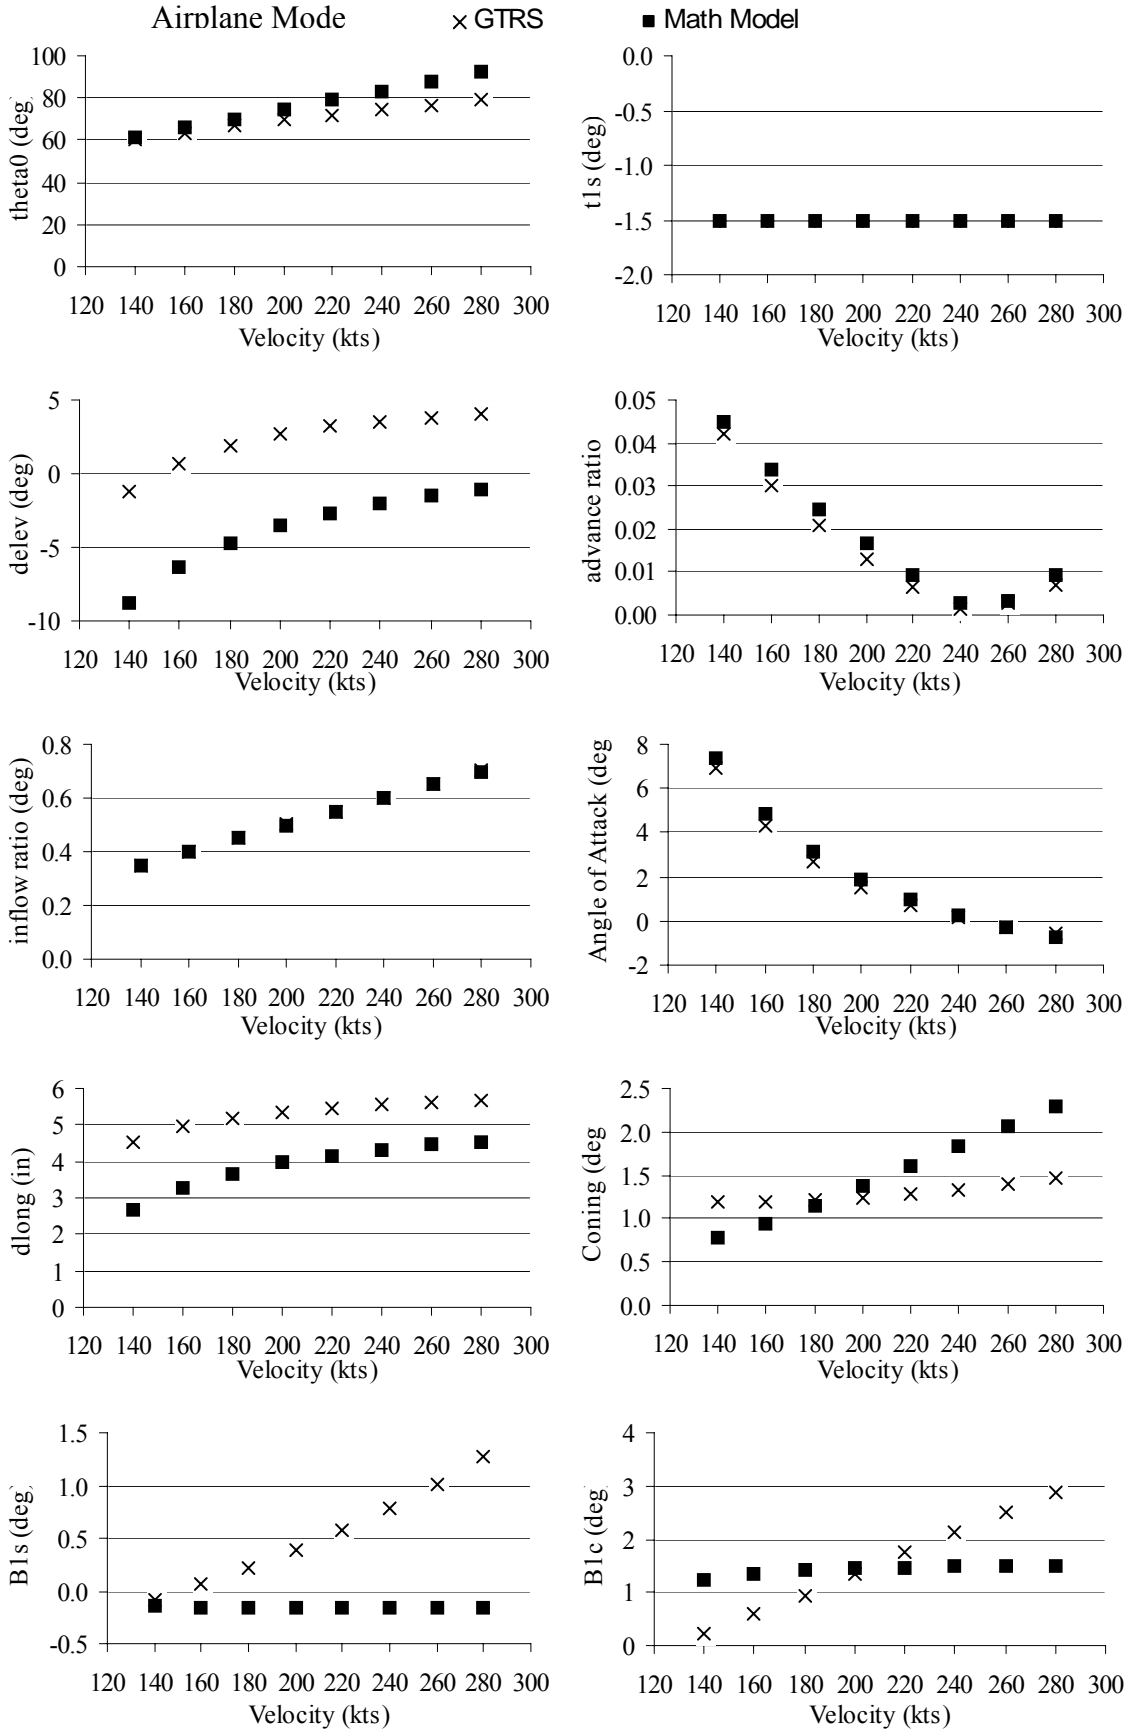 Airplane Mode × GTRS ■ Math Model
theta0 (deg)
100
80
60
40
20
0
120 140 160 180 200 220 240 260 280 300
Velocity (kts)
t1s (deg)
0.0
-0.5
-1.0
-1.5
-2.0
120 140 160 180 200 220 240 260 280 300
Velocity (kts)
delev (deg)
5
0
-5
-10
120 140 160 180 200 220 240 260 280 300
Velocity (kts)
advance ratio
0.05
0.04
0.03
0.02
0.01
0.00
120 140 160 180 200 220 240 260 280 300
Velocity (kts)
inflow ratio (deg)
0.8
0.6
0.4
0.2
0.0
120 140 160 180 200 220 240 260 280 300
Velocity (kts)
Angle of Attack (deg
8
6
4
2
0
-2
120 140 160 180 200 220 240 260 280 300
Velocity (kts)
dlong (in)
6
5
4
3
2
1
0
120 140 160 180 200 220 240 260 280 300
Velocity (kts)
Coning (deg
2.5
2.0
1.5
1.0
0.5
0.0
120 140 160 180 200 220 240 260 280 300
Velocity (kts)
B1s (deg)
1.5
1.0
0.5
0.0
-0.5
120 140 160 180 200 220 240 260 280 300
Velocity (kts)
B1c (deg)
4
3
2
1
0
120 140 160 180 200 220 240 260 280 300
Velocity (kts)